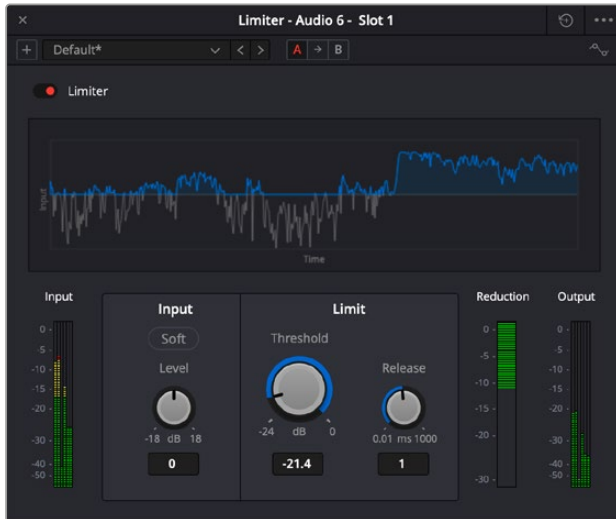 Limiter - Audio 6 - Slot 1
Default*
A
B
Limiter
Input
Time
Input
0
-5
-10
-15
-20
-30
-40
-50
Input
Soft
Level
-18 dB 18
0
Limit
Threshold
-24 dB 0
-21.4
Release
0.01 ms 1000
1
Reduction
0
-5
-10
-15
-20
-30
Output
0
-5
-10
-15
-20
-30
-40
-50